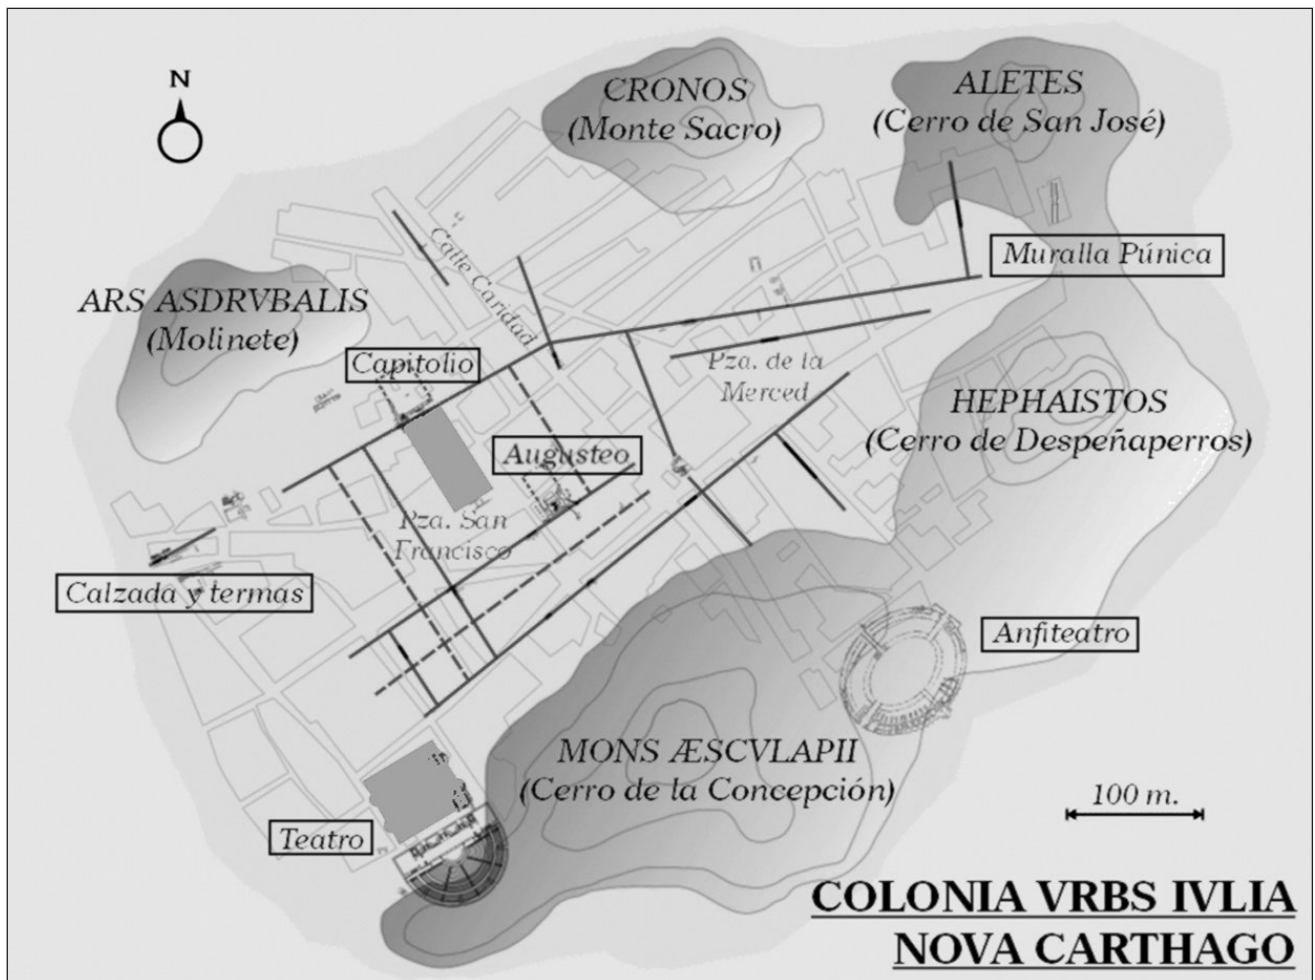 N
CRONOS
(Monte Sacro)
ALETES
(Cerro de San José)
Muralla Púnica
Calle Caridad
ARS ASDRVBALIS
(Molinete)
Capitolio
Pza. de la
Merced
HEPHAISTOS
(Cerro de Despeñaperros)
Augusteo
Pza. San
Francisco
Calzada y termas
Anfiteatro
MONS ÆSCVLAPII
(Cerro de la Concepción)
100 m.
Teatro
COLONIA VRBS IVLIA
NOVA CARTHAGO